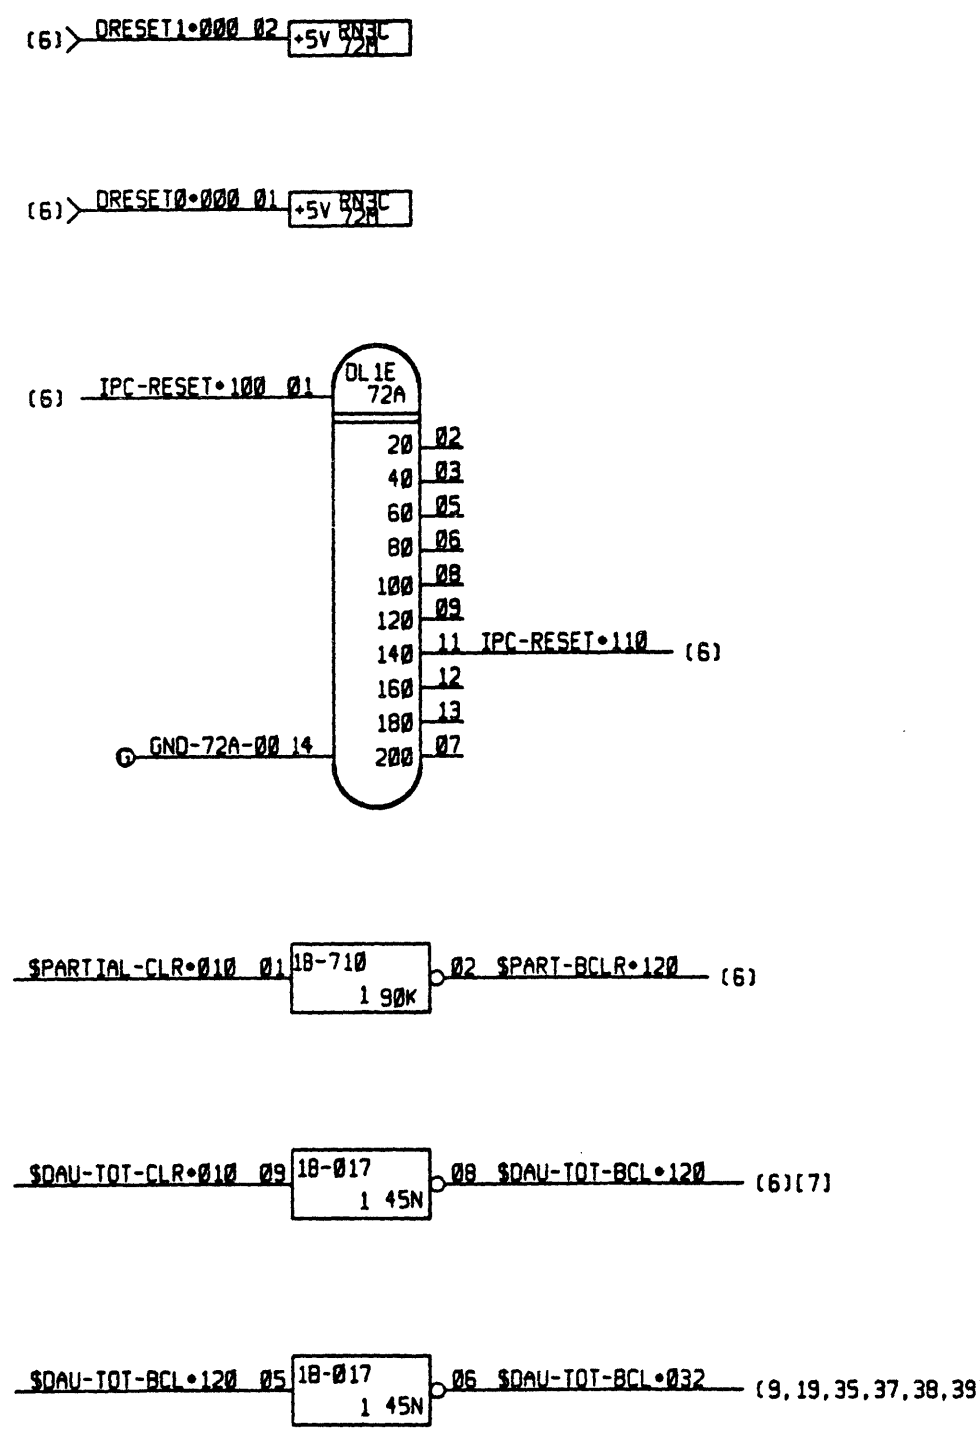 (6) DRESET1•000 02 +5V RN3C
72M
(6) DRESET0•000 01 +5V RN3C
72M
DL1E
72A
(6) IPC-RESET•100 01
20 02
40 03
60 05
80 06
100 08
120 09
140 11 IPC-RESET•110 (6)
160 12
180 13
G GND-72A-00 14 200 07
$PARTIAL-CLR•010 01 1B-710 02 $PART-BCLR•120 (6)
1 90K
$DAU-TOT-CLR•010 09 1B-017 08 $DAU-TOT-BCL•120 (6)[7]
1 45N
$DAU-TOT-BCL•120 05 1B-017 06 $DAU-TOT-BCL•032 (9,19,35,37,38,39
1 45N